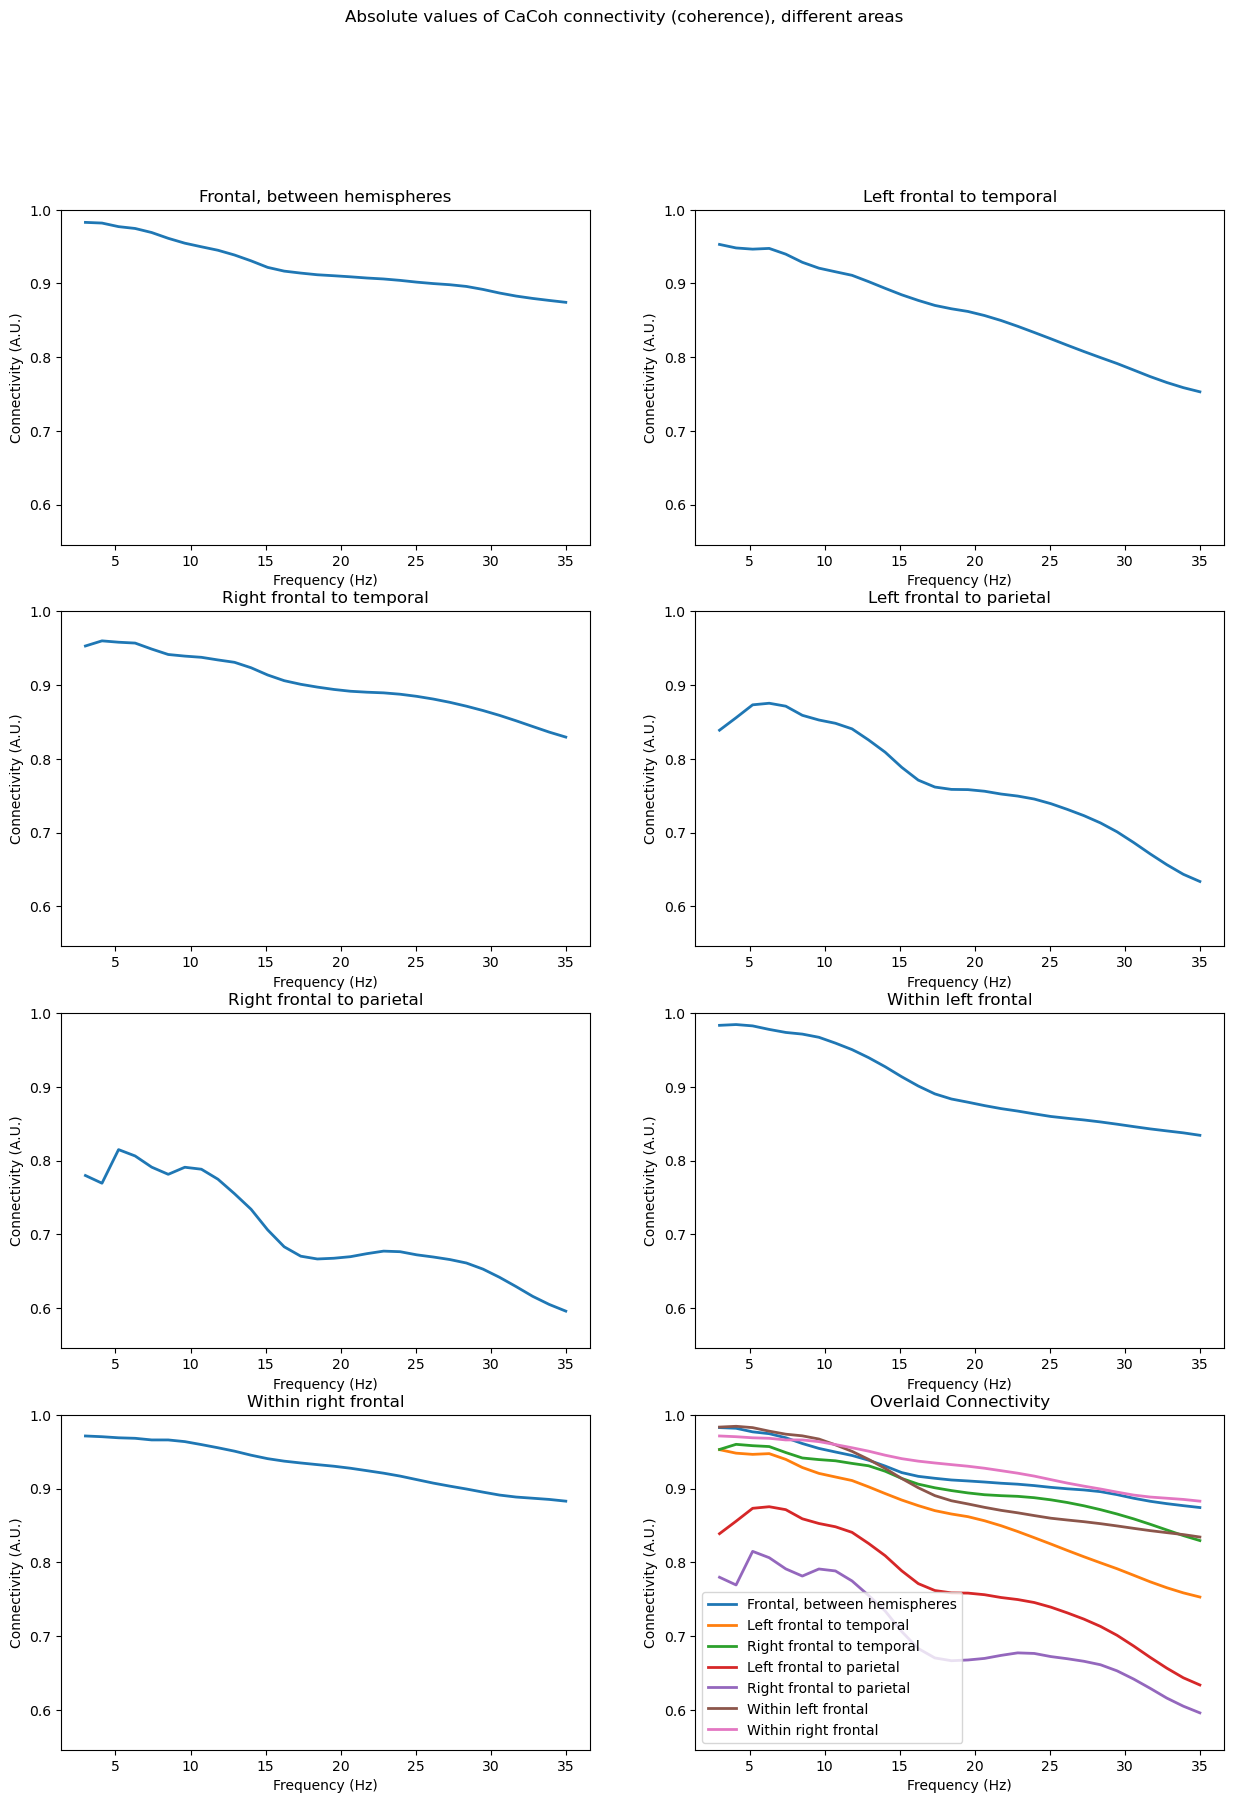 Absolute values of CaCoh connectivity (coherence), different areas
Frontal, between hemispheres
1.0
0.9
0.8
0.7
0.6
Connectivity (A.U.)
5 10 15 20 25 30 35
Frequency (Hz)
Left frontal to temporal
1.0
0.9
0.8
0.7
0.6
Connectivity (A.U.)
5 10 15 20 25 30 35
Frequency (Hz)
Right frontal to temporal
1.0
0.9
0.8
0.7
0.6
Connectivity (A.U.)
5 10 15 20 25 30 35
Frequency (Hz)
Left frontal to parietal
1.0
0.9
0.8
0.7
0.6
Connectivity (A.U.)
5 10 15 20 25 30 35
Frequency (Hz)
Right frontal to parietal
1.0
0.9
0.8
0.7
0.6
Connectivity (A.U.)
5 10 15 20 25 30 35
Frequency (Hz)
Within left frontal
1.0
0.9
0.8
0.7
0.6
Connectivity (A.U.)
5 10 15 20 25 30 35
Frequency (Hz)
Within right frontal
1.0
0.9
0.8
0.7
0.6
Connectivity (A.U.)
5 10 15 20 25 30 35
Frequency (Hz)
Overlaid Connectivity
1.0
0.9
0.8
0.7
0.6
Connectivity (A.U.)
Frontal, between hemispheres
Left frontal to temporal
Right frontal to temporal
Left frontal to parietal
Right frontal to parietal
Within left frontal
Within right frontal
5 10 15 20 25 30 35
Frequency (Hz)